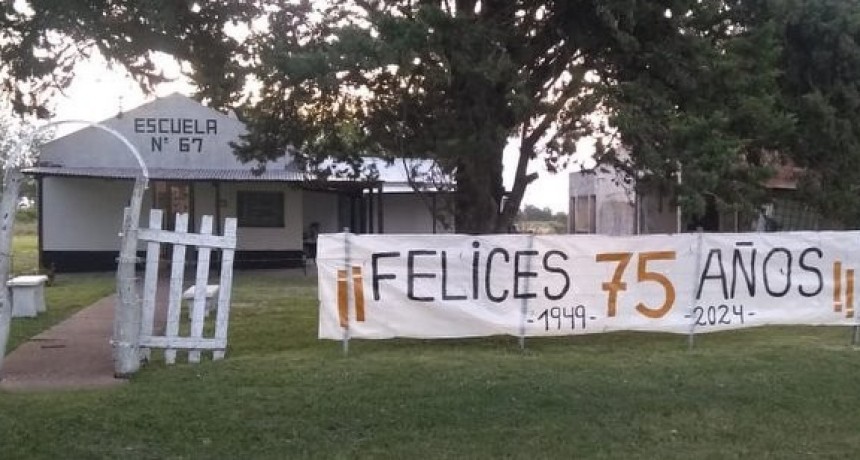 ESCUELA
N° 67
¡¡FELICES 75 AÑOS!!
-1949- -2024-